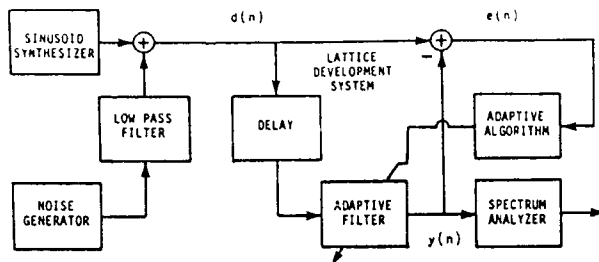 d(n)
e(n)
SINUSOID
SYNTHESIZER
+
+
−
LATTICE
DEVELOPMENT
SYSTEM
LOW PASS
FILTER
DELAY
ADAPTIVE
ALGORITHM
NOISE
GENERATOR
ADAPTIVE
FILTER
SPECTRUM
ANALYZER
y(n)